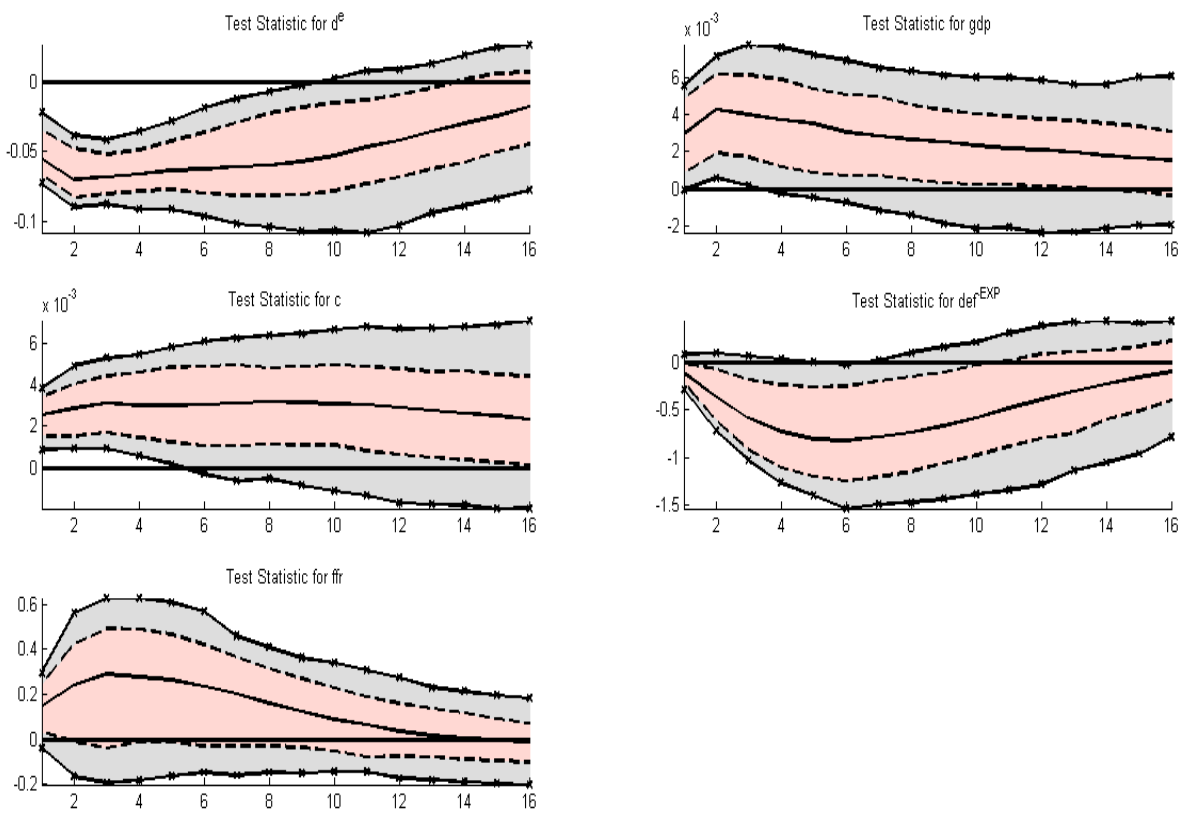 Test Statistic for dᵉ
0
-0.05
-0.1
2 4 6 8 10 12 14 16
x 10⁻³
Test Statistic for gdp
6
4
2
0
-2
2 4 6 8 10 12 14 16
x 10⁻³
Test Statistic for c
6
4
2
0
2 4 6 8 10 12 14 16
Test Statistic for def⁻ᴱˣᴾ
0
-0.5
-1
-1.5
2 4 6 8 10 12 14 16
Test Statistic for ffr
0.6
0.4
0.2
0
-0.2
2 4 6 8 10 12 14 16